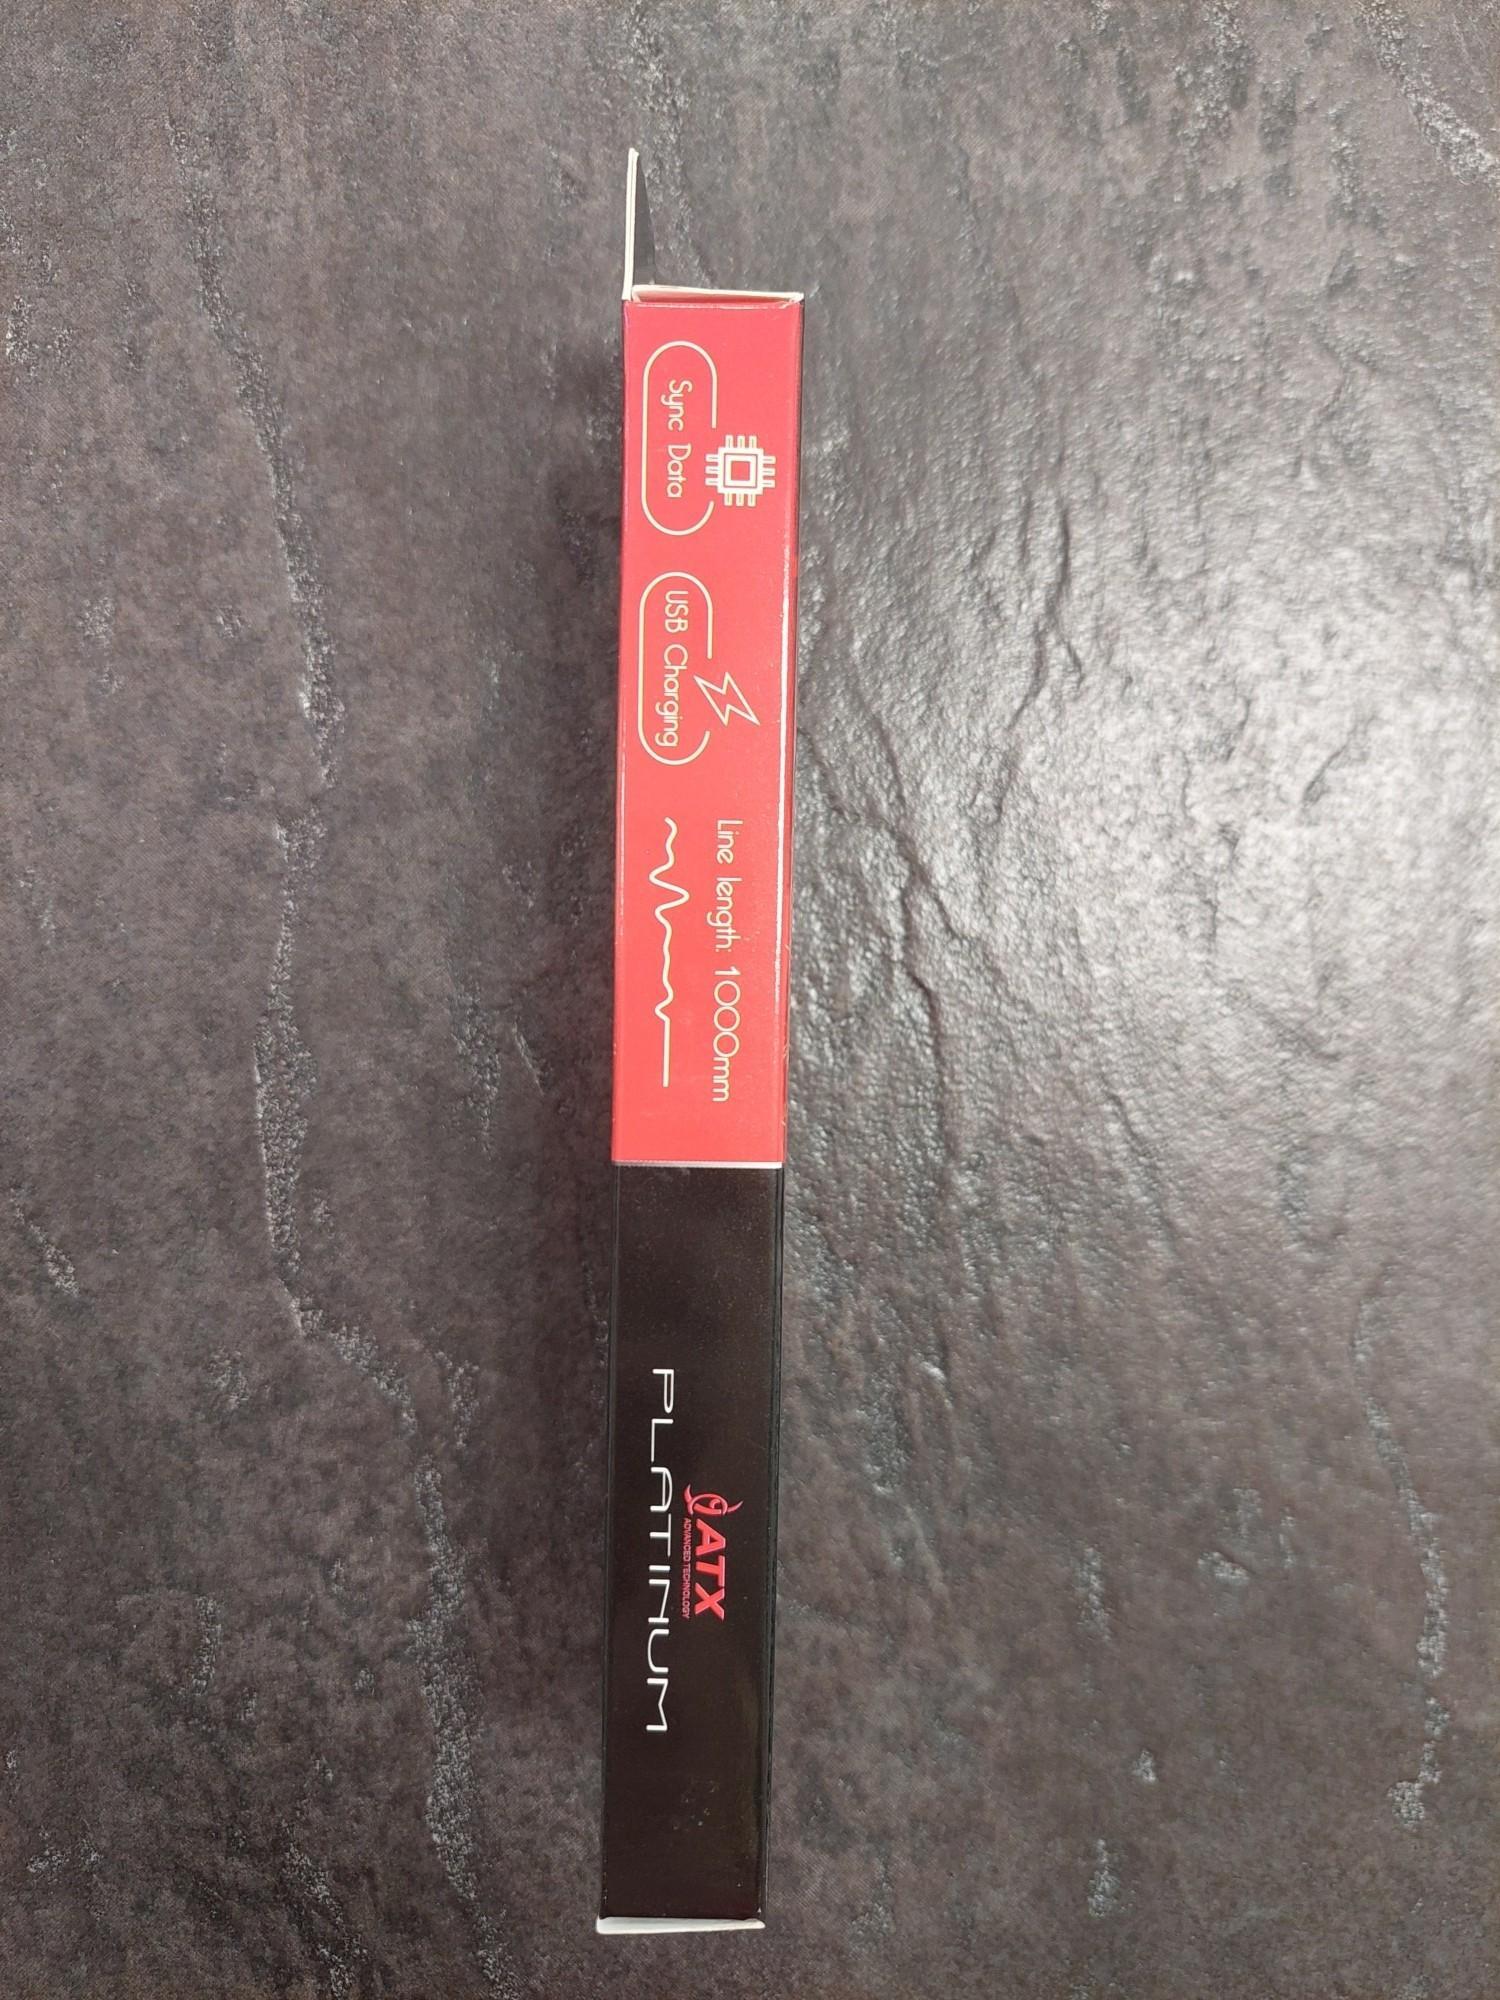 Sync Data
USB Charging
Line length: 1000mm
ATX
ADVANCED TECHNOLOGY
PLATINUM